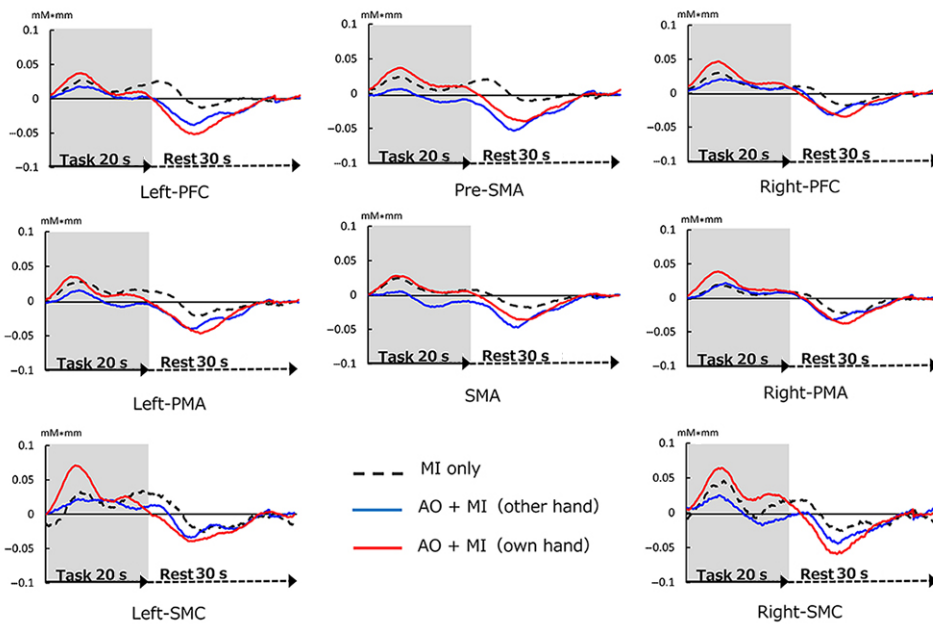 mM*mm
0.1
0.05
0
−0.05
−0.1
Task 20 s
Rest 30 s
Left-PFC
mM*mm
0.1
0.05
0
−0.05
−0.1
Task 20 s
Rest 30 s
Pre-SMA
mM*mm
0.1
0.05
0
−0.05
−0.1
Task 20 s
Rest 30 s
Right-PFC
mM*mm
0.1
0.05
0
−0.05
−0.1
Task 20 s
Rest 30 s
Left-PMA
mM*mm
0.1
0.05
0
−0.05
−0.1
Task 20 s
Rest 30 s
SMA
mM*mm
0.1
0.05
0
−0.05
−0.1
Task 20 s
Rest 30 s
Right-PMA
mM*mm
0.1
0.05
0
−0.05
−0.1
Task 20 s
Rest 30 s
Left-SMC
MI only
AO + MI (other hand)
AO + MI (own hand)
mM*mm
0.1
0.05
0
−0.05
−0.1
Task 20 s
Rest 30 s
Right-SMC